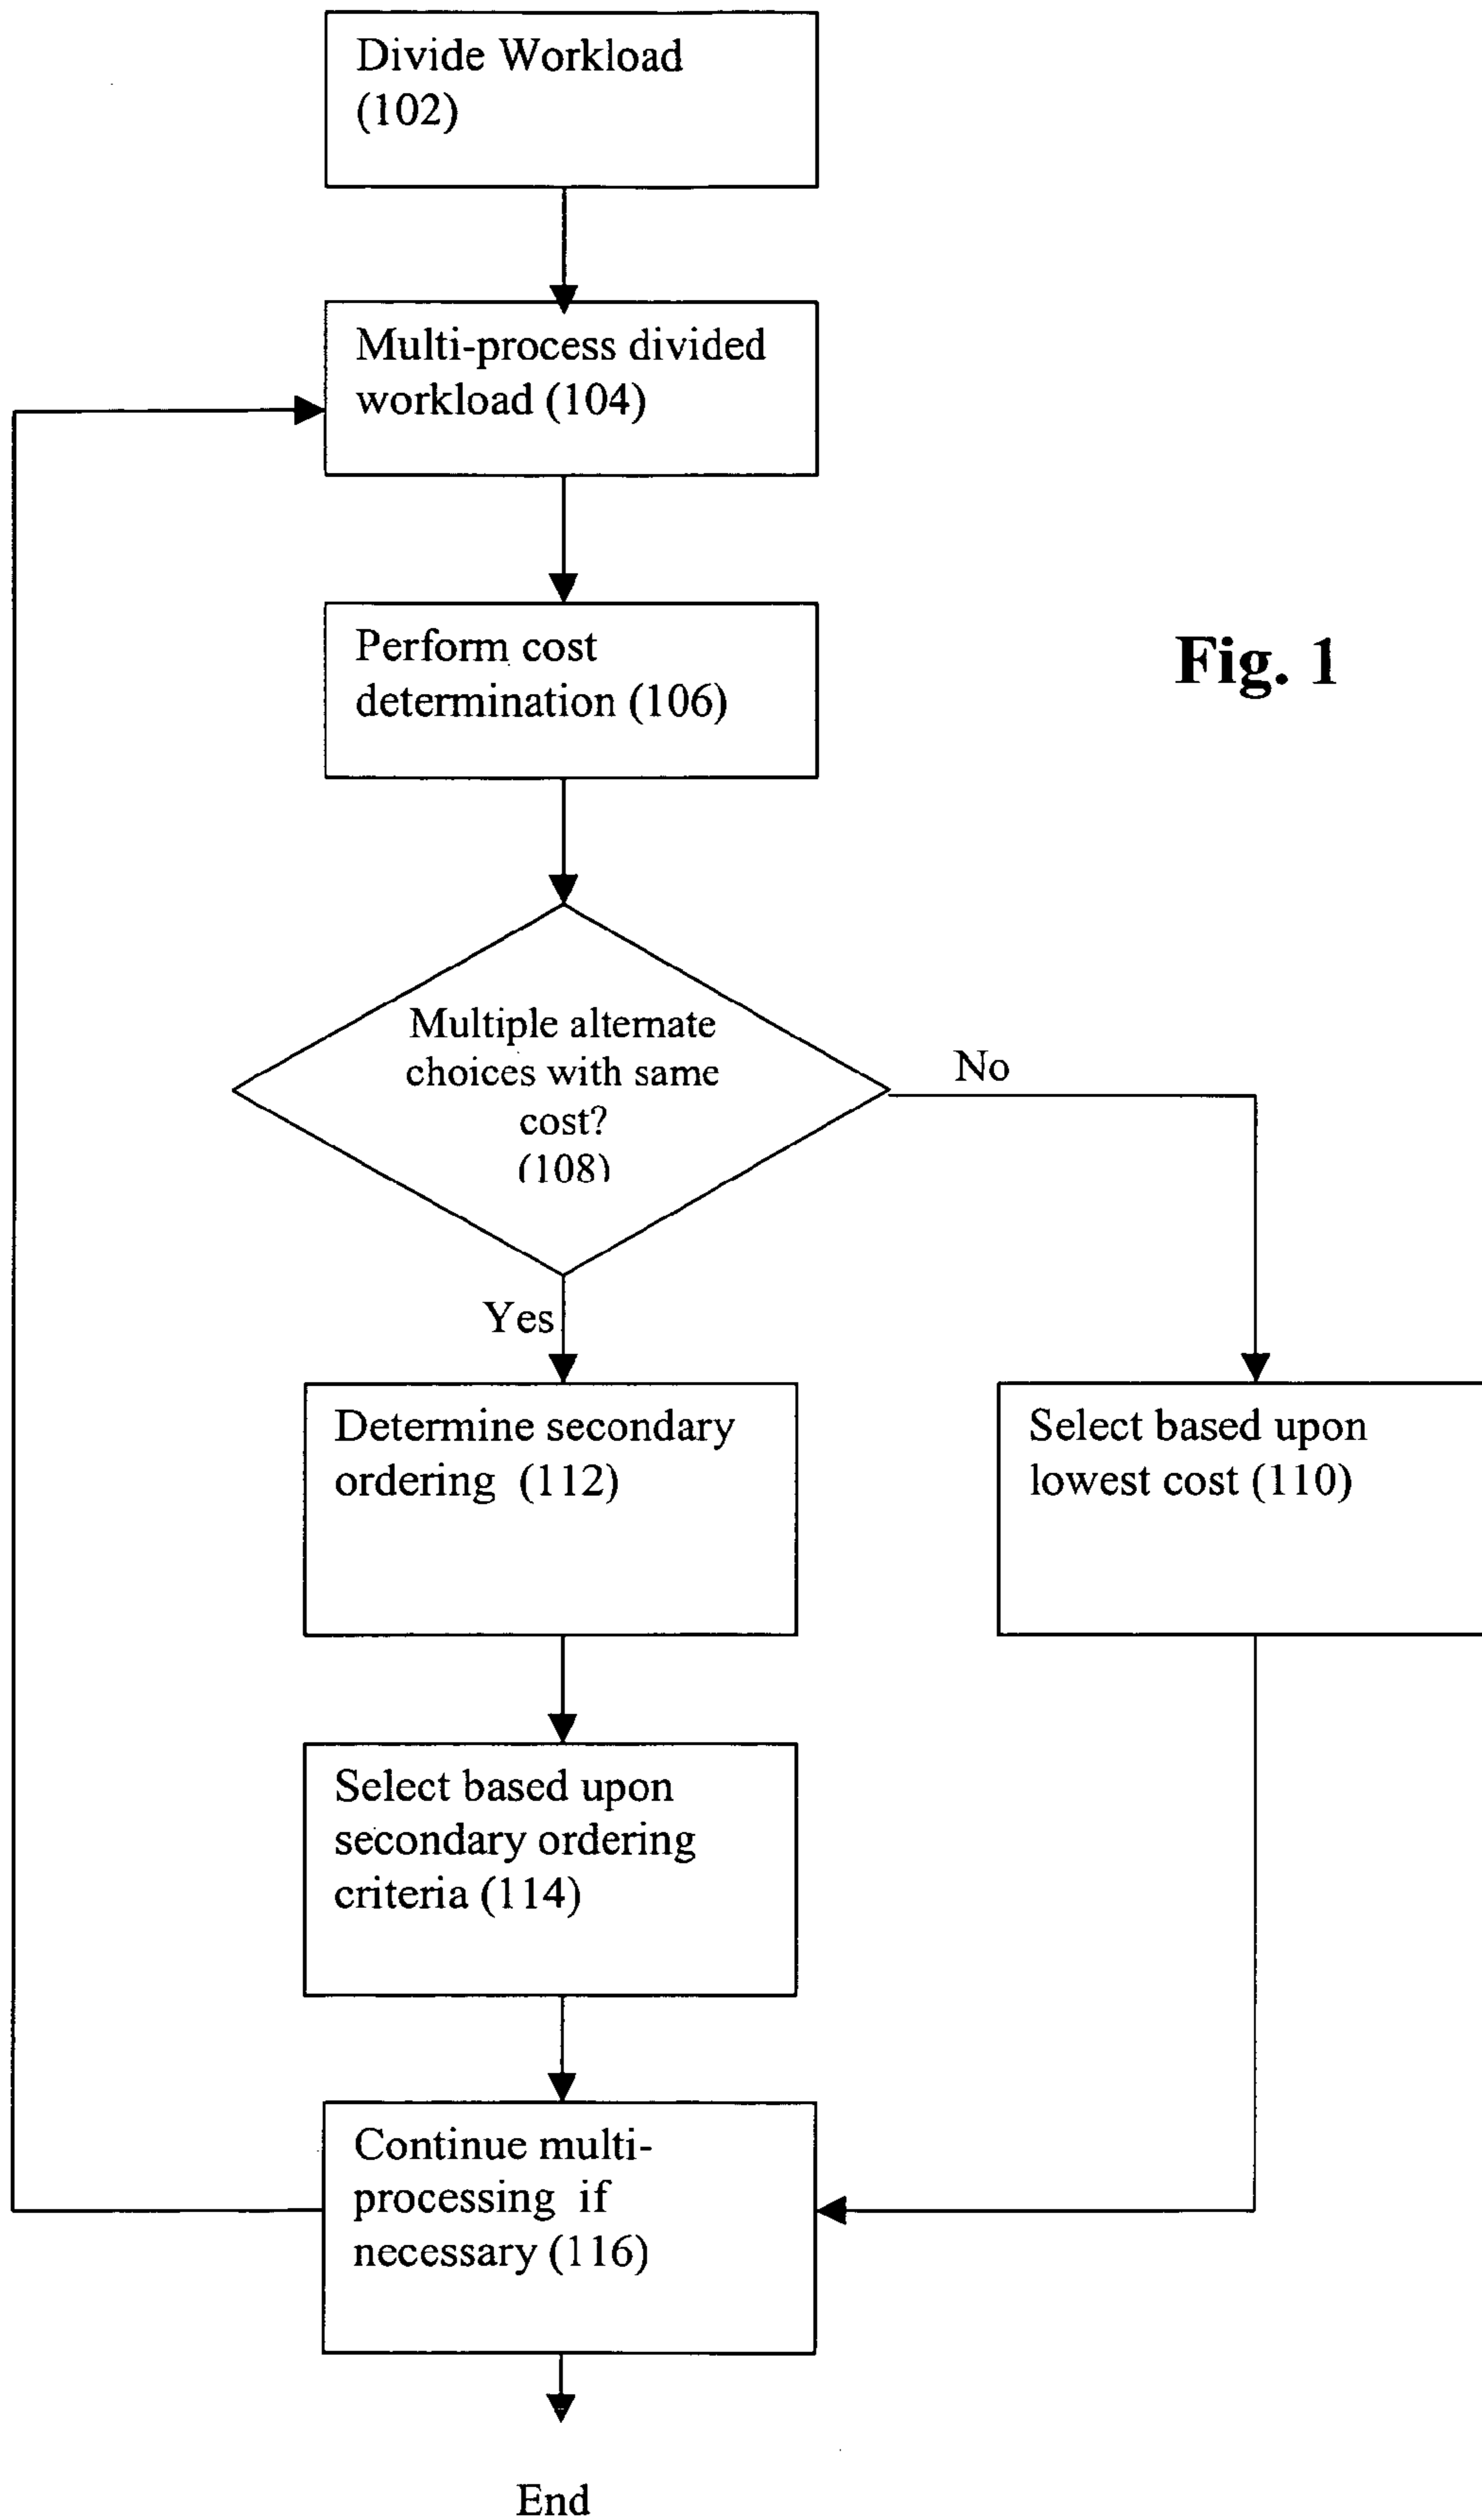 Divide Workload
(102)
Multi-process divided
workload (104)
Perform cost
determination (106)
Fig. 1
Multiple alternate
choices with same
cost?
(108)
No
Yes
Determine secondary
ordering (112)
Select based upon
lowest cost (110)
Select based upon
secondary ordering
criteria (114)
Continue multi-
processing if
necessary (116)
End